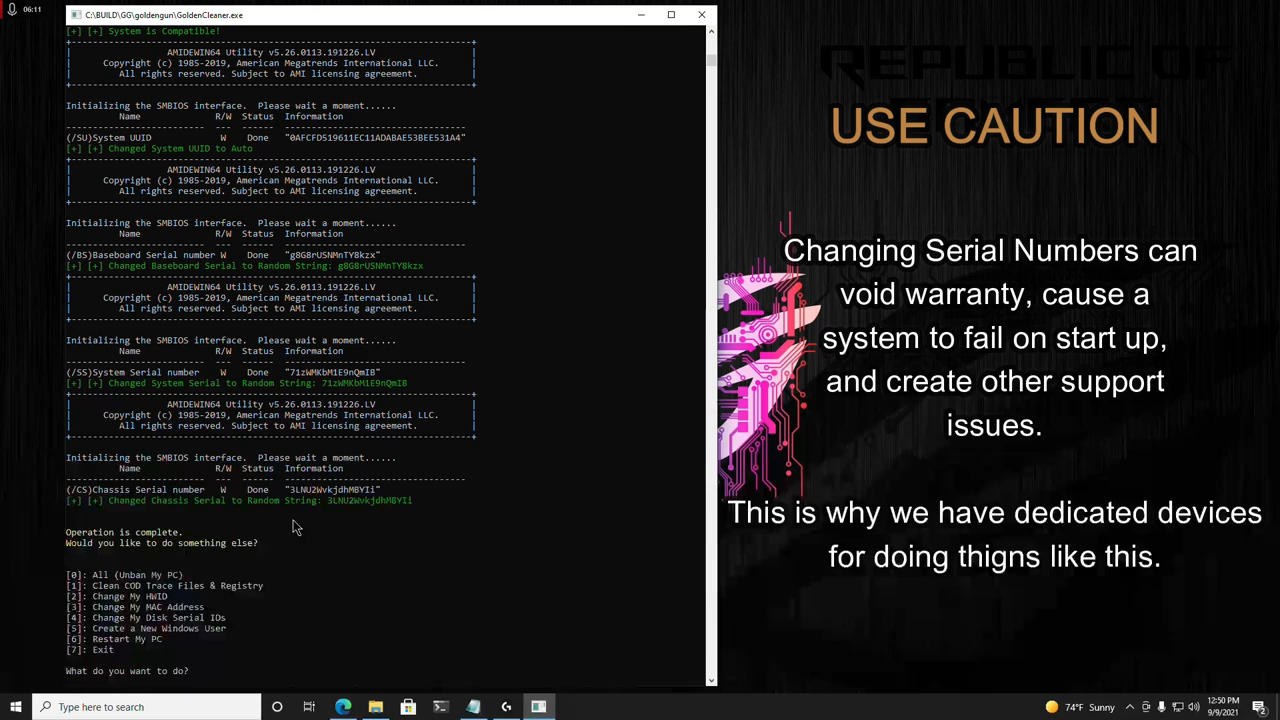 06:11
C:\BUILD\GG\goldengun\GoldenCleaner.exe
[+] [+] System is Compatible!
+---------------------------------------------------------------------------+
| AMIDEWIN64 Utility v5.26.0113.191226.LV |
| Copyright (c) 1985-2019, American Megatrends International LLC. |
| All rights reserved. Subject to AMI licensing agreement. |
+---------------------------------------------------------------------------+
Initializing the SMBIOS interface.  Please wait a moment......
Name R/W Status Information
-------------------------- --- ------ ----------------------------------
(/SU)System UUID W Done "0AFCFD519611EC11ADABAE53BEE531A4"
[+] [+] Changed System UUID to Auto
+---------------------------------------------------------------------------+
| AMIDEWIN64 Utility v5.26.0113.191226.LV |
| Copyright (c) 1985-2019, American Megatrends International LLC. |
| All rights reserved. Subject to AMI licensing agreement. |
+---------------------------------------------------------------------------+
Initializing the SMBIOS interface.  Please wait a moment......
Name R/W Status Information
-------------------------- --- ------ ----------------------------------
(/BS)Baseboard Serial number W Done "g8G8rUSNMnTY8kzx"
[+] [+] Changed Baseboard Serial to Random String: g8G8rUSNMnTY8kzx
+---------------------------------------------------------------------------+
| AMIDEWIN64 Utility v5.26.0113.191226.LV |
| Copyright (c) 1985-2019, American Megatrends International LLC. |
| All rights reserved. Subject to AMI licensing agreement. |
+---------------------------------------------------------------------------+
Initializing the SMBIOS interface.  Please wait a moment......
Name R/W Status Information
-------------------------- --- ------ ----------------------------------
(/SS)System Serial number W Done "71zWMKbM1E9nQmIB"
[+] [+] Changed System Serial to Random String: 71zWMKbM1E9nQmIB
+---------------------------------------------------------------------------+
| AMIDEWIN64 Utility v5.26.0113.191226.LV |
| Copyright (c) 1985-2019, American Megatrends International LLC. |
| All rights reserved. Subject to AMI licensing agreement. |
+---------------------------------------------------------------------------+
Initializing the SMBIOS interface.  Please wait a moment......
Name R/W Status Information
-------------------------- --- ------ ----------------------------------
(/CS)Chassis Serial number W Done "3LNU2WvkjdhMBYIi"
[+] [+] Changed Chassis Serial to Random String: 3LNU2WvkjdhMBYIi
Operation is complete.
Would you like to do something else?
[0]: All (Unban My PC)
[1]: Clean COD Trace Files & Registry
[2]: Change My HWID
[3]: Change My MAC Address
[4]: Change My Disk Serial IDs
[5]: Create a New Windows User
[6]: Restart My PC
[7]: Exit
What do you want to do?
REPUBLIC OF
USE CAUTION
Changing Serial Numbers can
void warranty, cause a
system to fail on start up,
and create other support
issues.
This is why we have dedicated devices
for doing thigns like this.
Type here to search
74°F Sunny
12:50 PM
9/9/2021
2